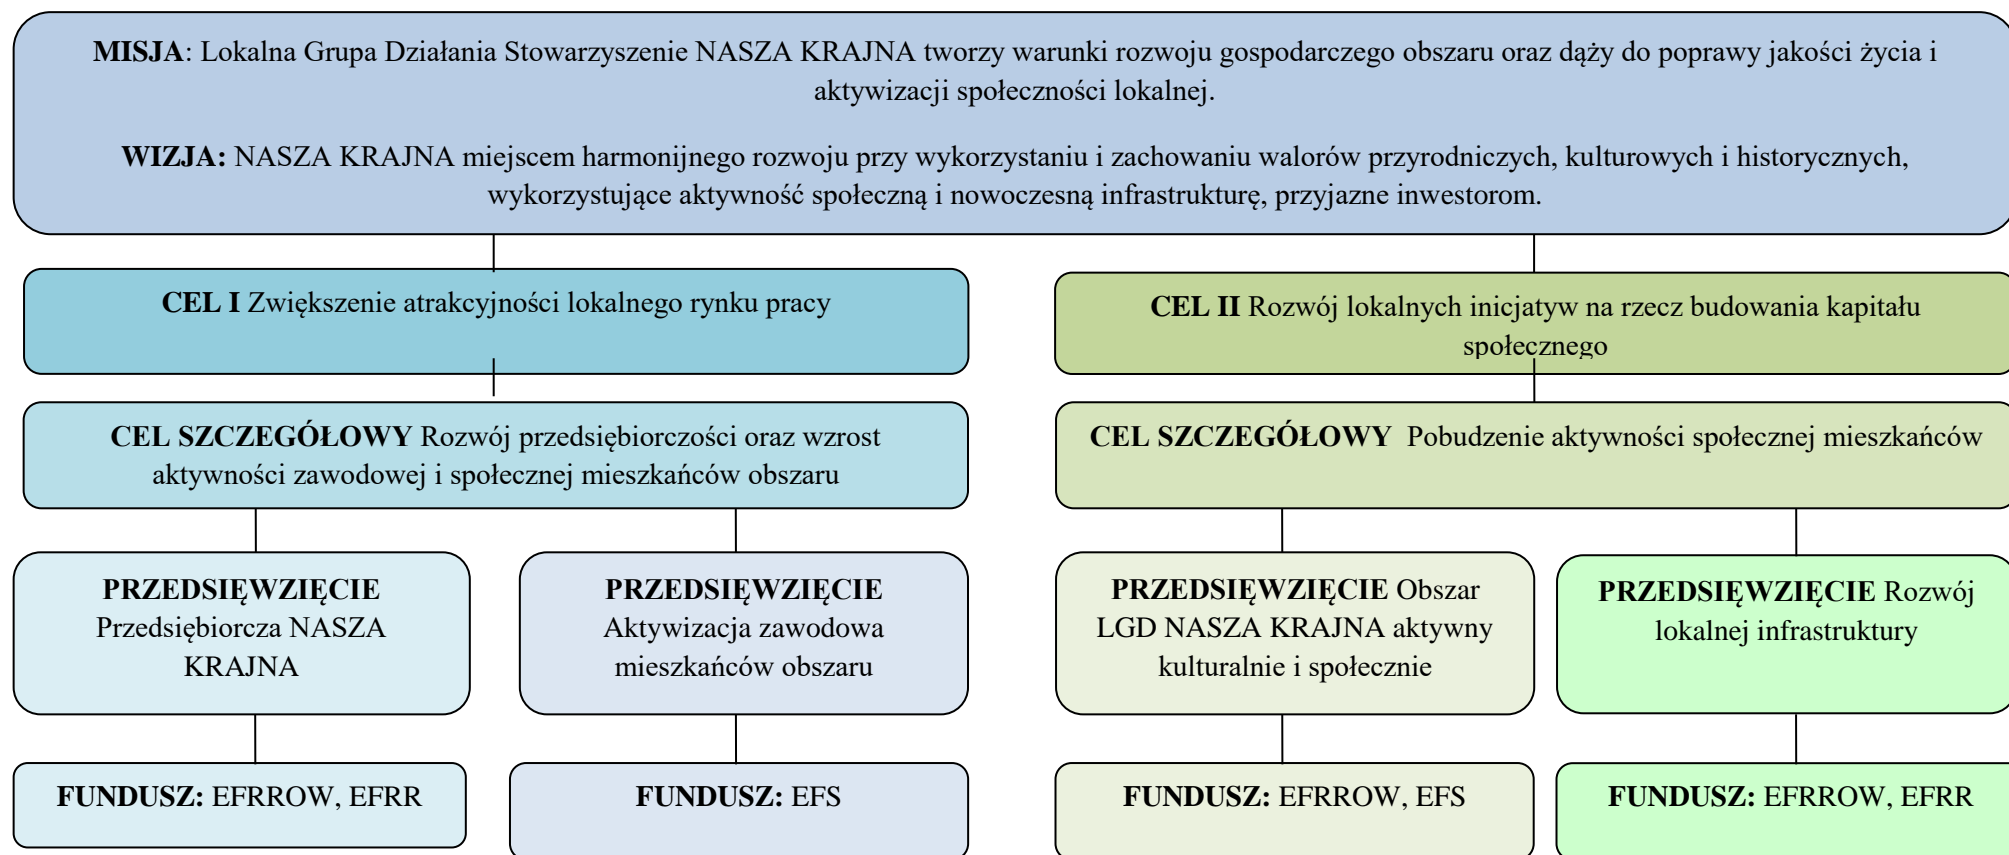 MISJA: Lokalna Grupa Działania Stowarzyszenie NASZA KRAJNA tworzy warunki rozwoju gospodarczego obszaru oraz dąży do poprawy jakości życia i
aktywizacji społeczności lokalnej.
WIZJA: NASZA KRAJNA miejscem harmonijnego rozwoju przy wykorzystaniu i zachowaniu walorów przyrodniczych, kulturowych i historycznych,
wykorzystujące aktywność społeczną i nowoczesną infrastrukturę, przyjazne inwestorom.
CEL I Zwiększenie atrakcyjności lokalnego rynku pracy
CEL II Rozwój lokalnych inicjatyw na rzecz budowania kapitału
społecznego
CEL SZCZEGÓŁOWY Rozwój przedsiębiorczości oraz wzrost
aktywności zawodowej i społecznej mieszkańców obszaru
CEL SZCZEGÓŁOWY Pobudzenie aktywności społecznej mieszkańców
PRZEDSIĘWZIĘCIE
Przedsiębiorcza NASZA
KRAJNA
PRZEDSIĘWZIĘCIE
Aktywizacja zawodowa
mieszkańców obszaru
PRZEDSIĘWZIĘCIE Obszar
LGD NASZA KRAJNA aktywny
kulturalnie i społecznie
PRZEDSIĘWZIĘCIE Rozwój
lokalnej infrastruktury
FUNDUSZ: EFRROW, EFRR
FUNDUSZ: EFS
FUNDUSZ: EFRROW, EFS
FUNDUSZ: EFRROW, EFRR